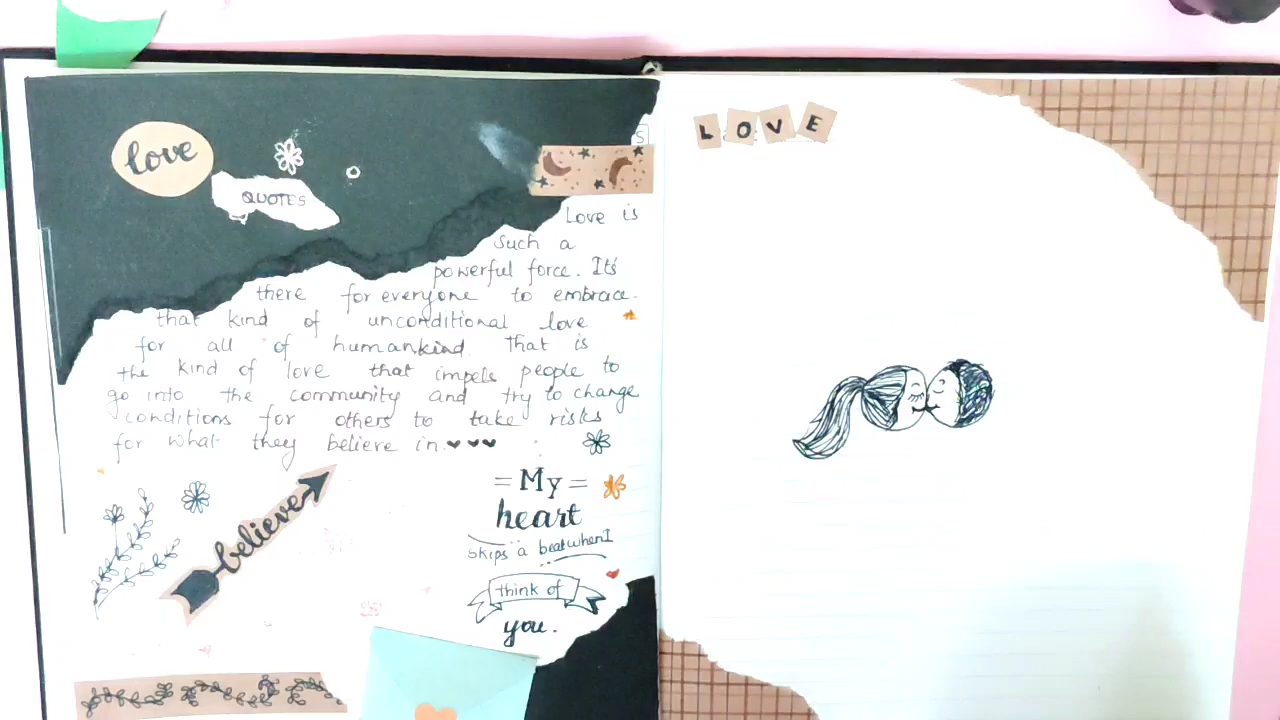 love
QUOTES
S
Love is
such a
powerful force. It's
there for everyone to embrace.
that kind of unconditional love
for all of humankind. That is
the kind of love that impels people to
go into the community and try to change
conditions for others to take risks
for what they believe in.
believe
= My =
heart
skips a beat when I
think of
you.
L O V E